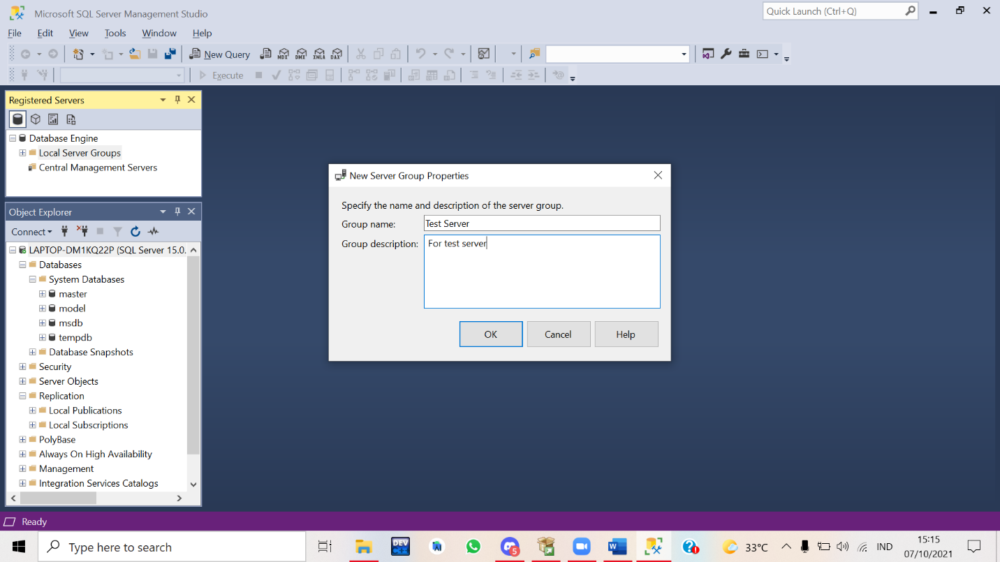 Microsoft SQL Server Management Studio
Quick Launch (Ctrl+Q)
File Edit View Tools Window Help
New Query MDX DMX XMLA DAX
Execute
Registered Servers
Database Engine
Local Server Groups
Central Management Servers
Object Explorer
Connect
LAPTOP-DM1KQ22P (SQL Server 15.0.
Databases
System Databases
master
model
msdb
tempdb
Database Snapshots
Security
Server Objects
Replication
Local Publications
Local Subscriptions
PolyBase
Always On High Availability
Management
Integration Services Catalogs
New Server Group Properties
Specify the name and description of the server group.
Group name: Test Server
Group description: For test server
OK Cancel Help
Ready
Type here to search
DEV C++
5
33°C
IND
15:15
07/10/2021